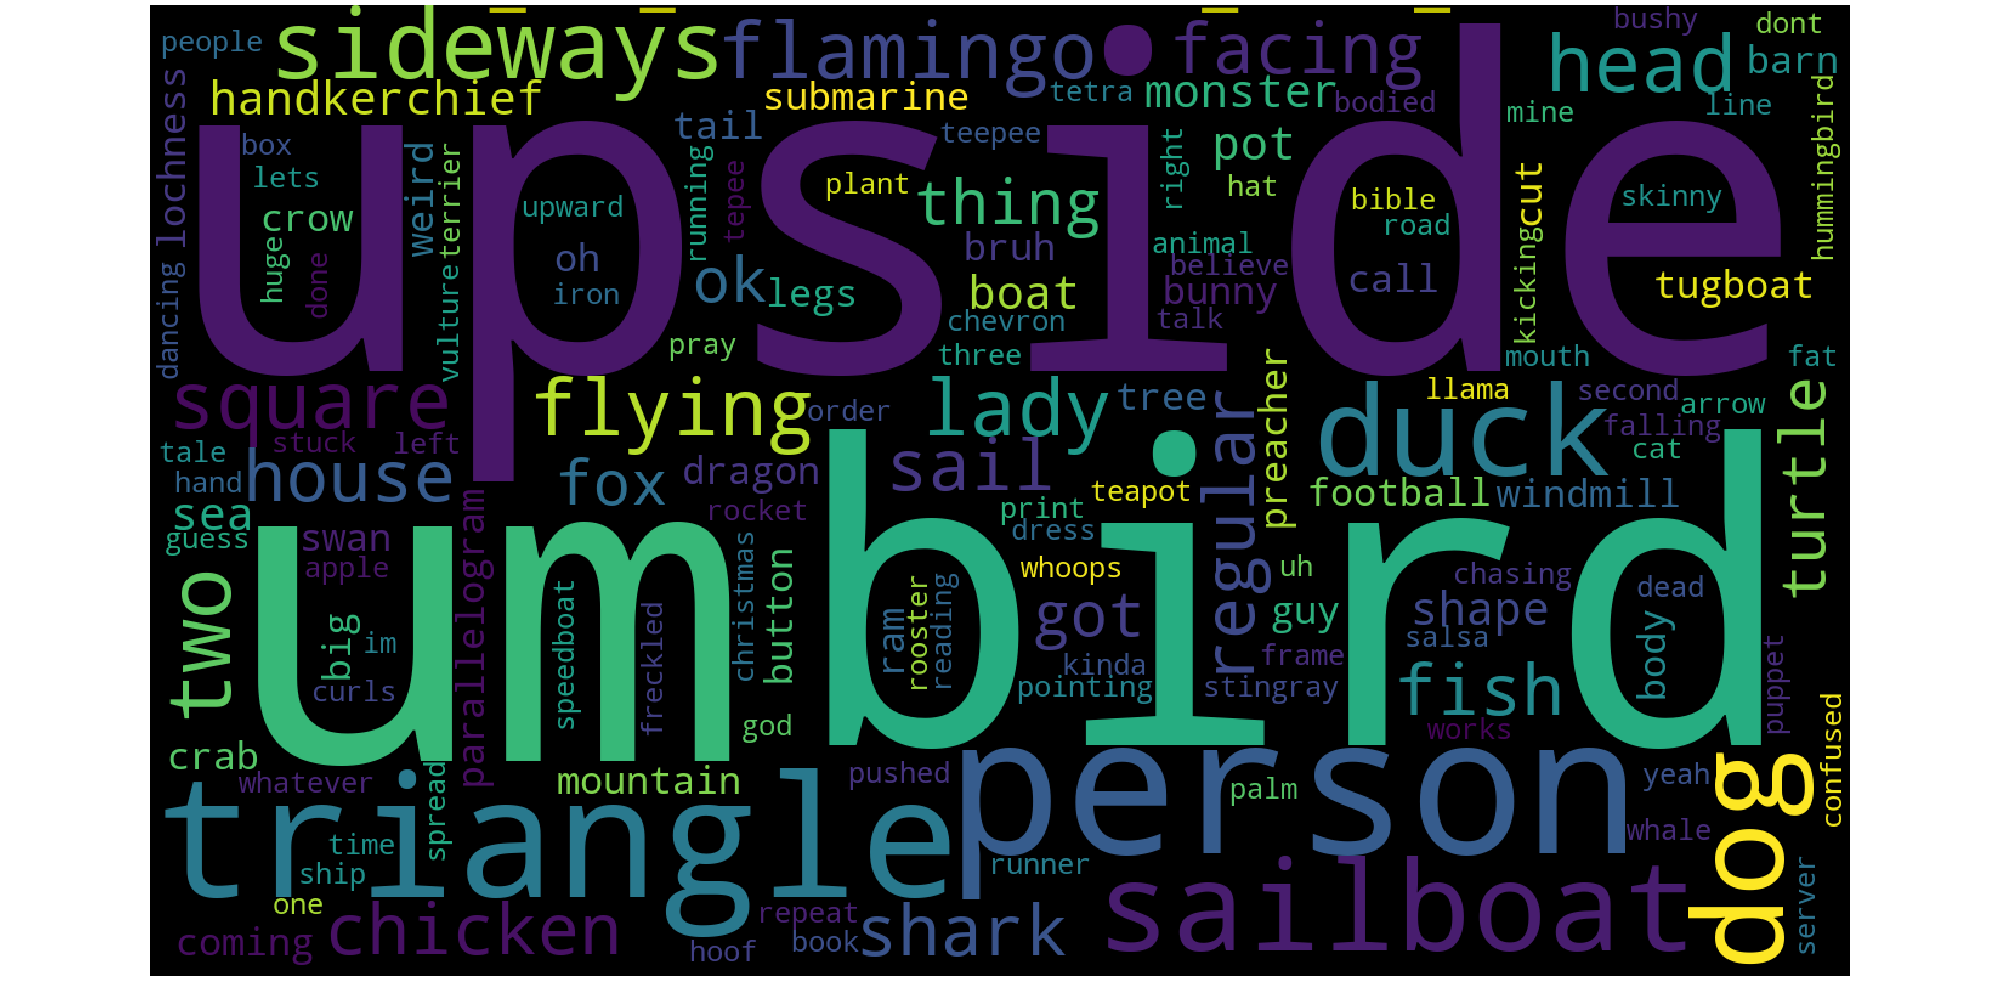 people
sideways
flamingo
facing
bushy
dont
head
barn
handkerchief
submarine
tetra
monster
bodied
mine
line
lochness
box
tail
teepee
pot
hummingbird
lets
weird
terrier
running
tepee
plant
thing
right
hat
bible
road
cut
skinny
upside
crow
upward
oh
bruh
animal
believe
call
huge
done
iron
ok
legs
boat
bunny
tugboat
dancing
vulture
chevron
talk
kicking
pray
three
mouth
fat
square
flying
order
lady
tree
llama
second
arrow
stuck
left
regular
preacher
duck
falling
turtle
tale
hand
house
fox
dragon
sail
teapot
football
windmill
cat
sea
guess
parallelogram
rocket
print
dress
swan
apple
um
bird
christmas
button
whoops
uh
chasing
dead
two
big
im
speedboat
freckled
ram
rooster
reading
got
guy
shape
salsa
body
curls
kinda
frame
pointing
stingray
fish
puppet
god
works
crab
whatever
mountain
pushed
person
palm
yeah
confused
triangle
spread
time
ship
runner
whale
dog
one
chicken
repeat
shark
sailboat
server
coming
hoof
book